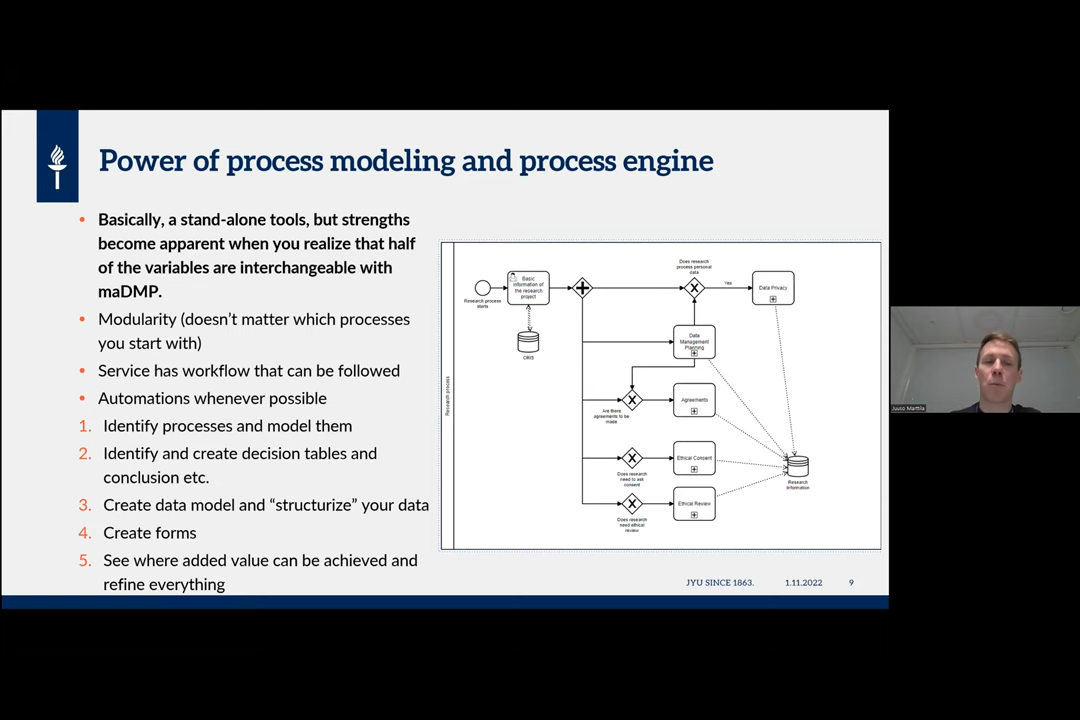 Power of process modeling and process engine
Basically, a stand-alone tools, but strengths
become apparent when you realize that half
of the variables are interchangeable with
maDMP.
Modularity (doesn't matter which processes
you start with)
Service has workflow that can be followed
Automations whenever possible
1. Identify processes and model them
2. Identify and create decision tables and
conclusion etc.
3. Create data model and “structurize” your data
4. Create forms
5. See where added value can be achieved and
refine everything
Research process
Research process
starts
Basic
information of
the research
project
CRIS
Does research
process personal
data
Yes
Data Privacy
Data
Management
Planning
Are there
agreements to be
made
Agreements
Does research
need to ask
consent
Ethical Consent
Does research
need ethical
review
Ethical Review
Research
Information
JYU SINCE 1863.
1.11.2022
9
Juuso Marttila